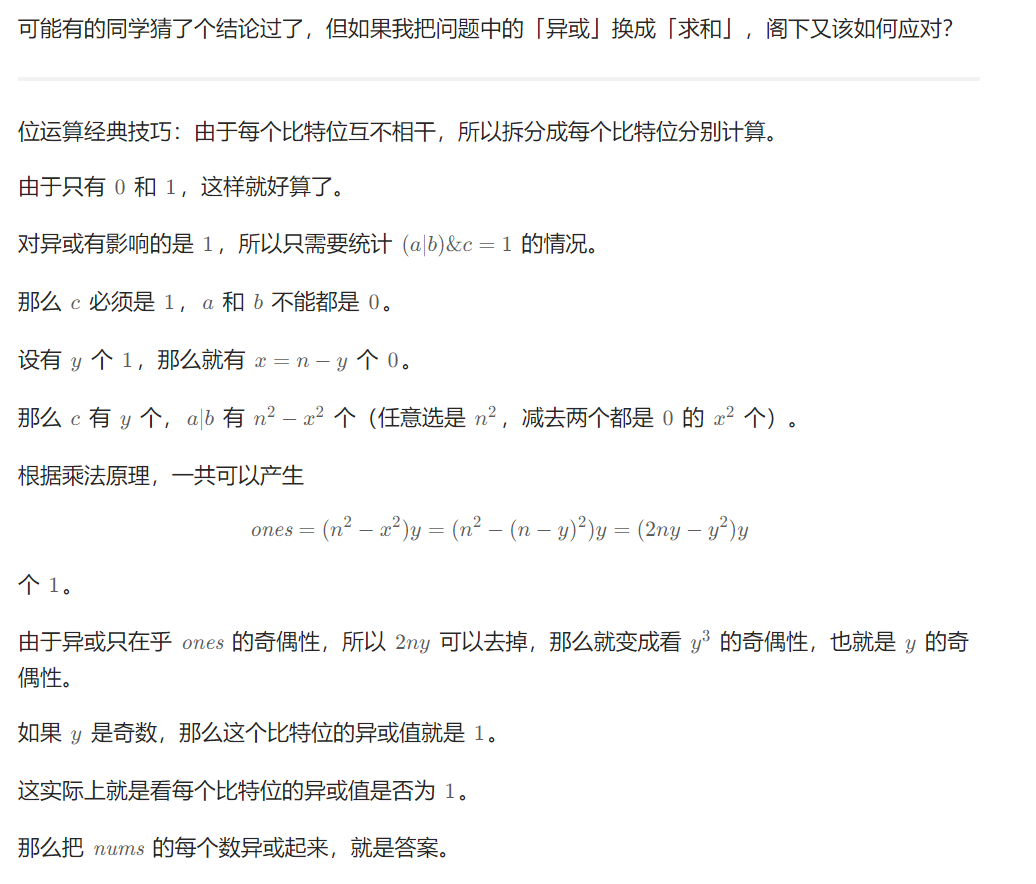 可能有的同学猜了个结论过了，但如果我把问题中的「异或」换成「求和」，阁下又该如何应对？
位运算经典技巧：由于每个比特位互不相干，所以拆分成每个比特位分别计算。
由于只有 0 和 1，这样就好算了。
对异或有影响的是 1，所以只需要统计 (a|b)&c = 1 的情况。
那么 c 必须是 1，a 和 b 不能都是 0。
设有 y 个 1，那么就有 x = n − y 个 0。
那么 c 有 y 个，a|b 有 n² − x² 个（任意选是 n²，减去两个都是 0 的 x² 个）。
根据乘法原理，一共可以产生
ones = (n² − x²)y = (n² − (n − y)²)y = (2ny − y²)y
个 1。
由于异或只在乎 ones 的奇偶性，所以 2ny 可以去掉，那么就变成看 y³ 的奇偶性，也就是 y 的奇
偶性。
如果 y 是奇数，那么这个比特位的异或值就是 1。
这实际上就是看每个比特位的异或值是否为 1。
那么把 nums 的每个数异或起来，就是答案。